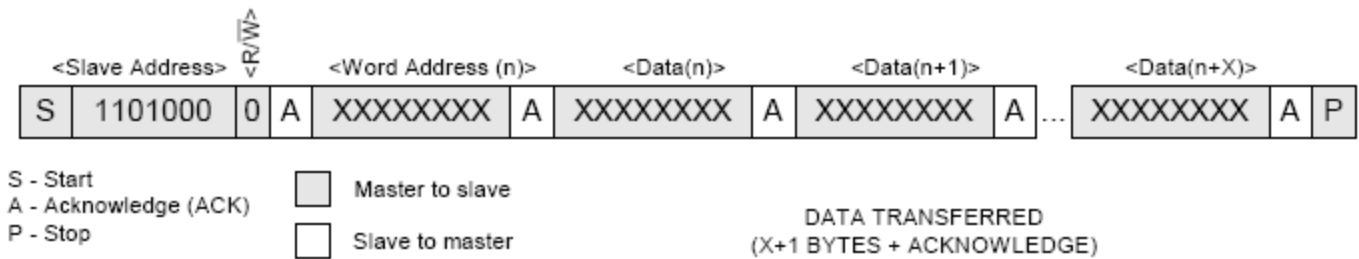 <Slave Address> <R/W̅> <Word Address (n)> <Data(n)> <Data(n+1)> <Data(n+X)>
S 1101000 0 A XXXXXXXX A XXXXXXXX A XXXXXXXX A ... XXXXXXXX A P
S - Start
A - Acknowledge (ACK)
P - Stop
Master to slave
Slave to master
DATA TRANSFERRED
(X+1 BYTES + ACKNOWLEDGE)